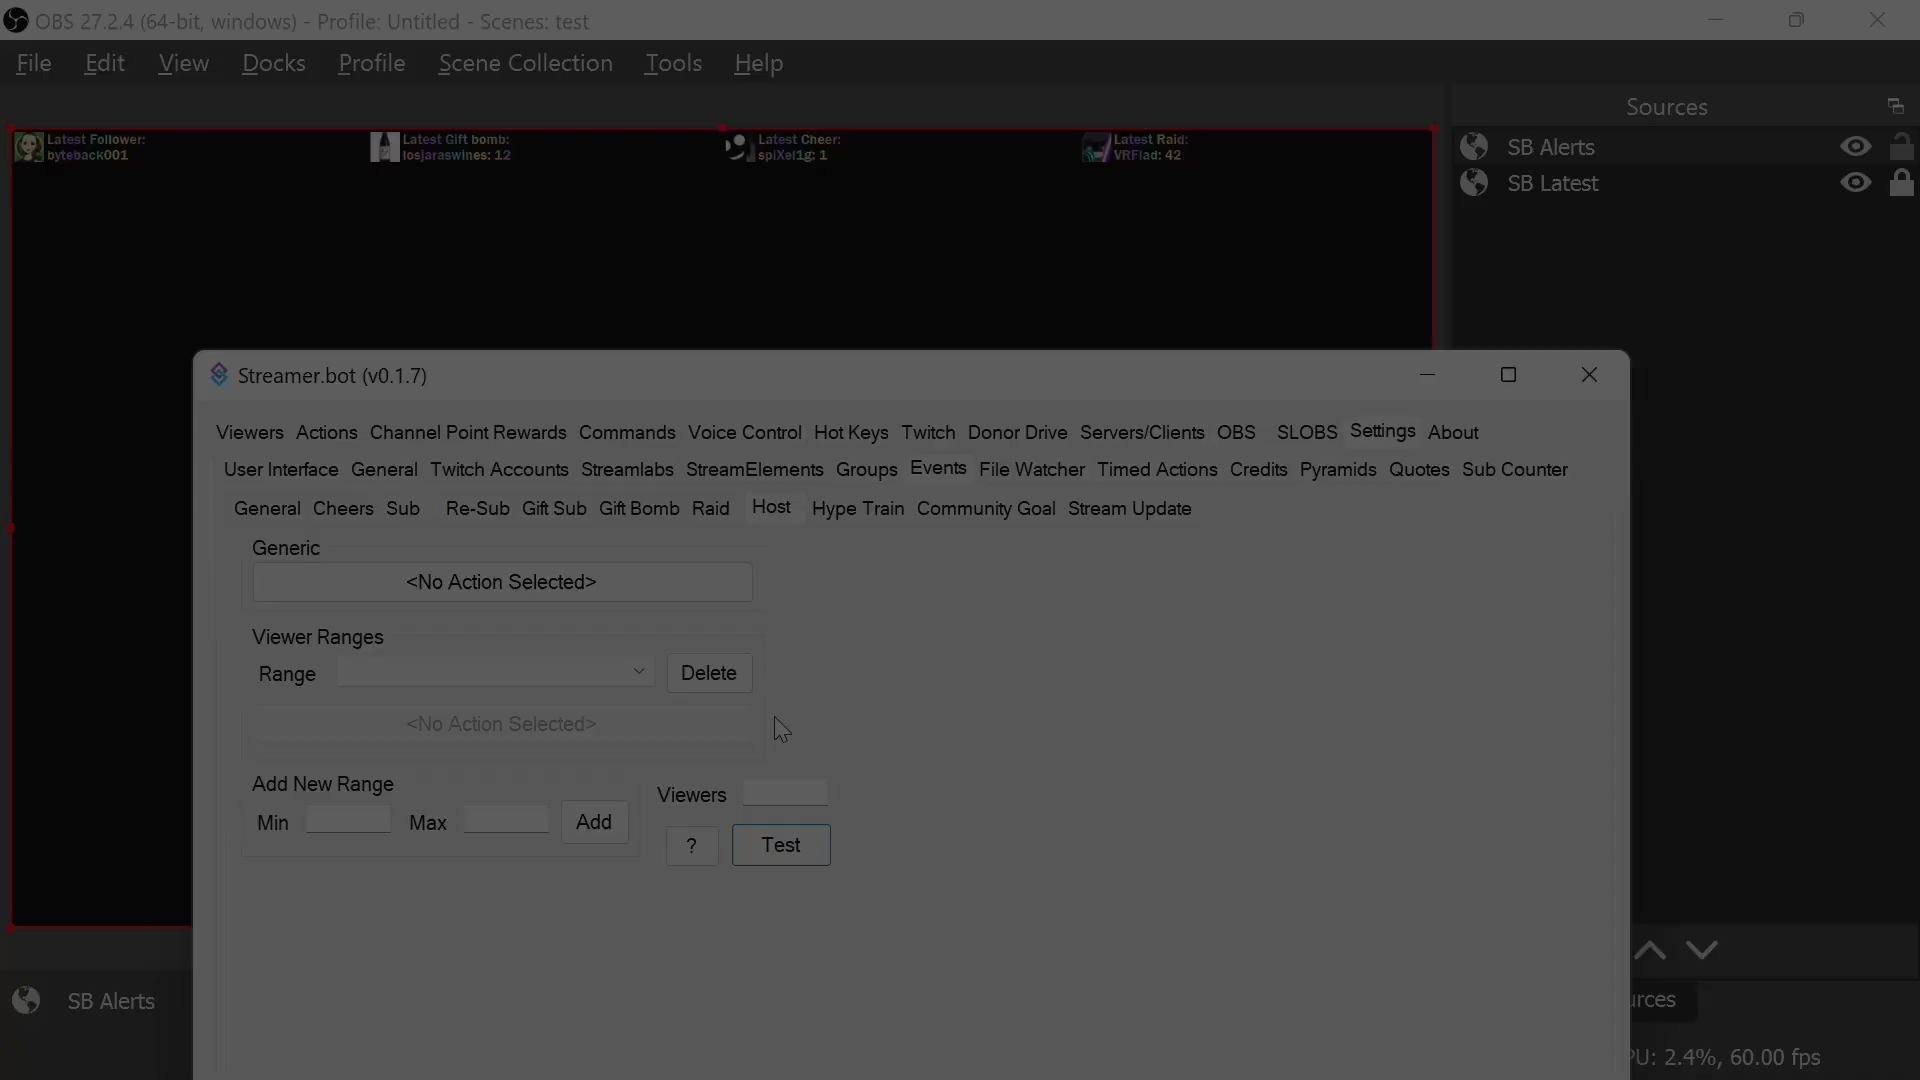 OBS 27.2.4 (64-bit, windows) - Profile: Untitled - Scenes: test
File Edit View Docks Profile Scene Collection Tools Help
Sources
Latest Follower:
byteback001
Latest Gift bomb:
losjaraswines: 12
Latest Cheer:
splXel1g: 1
Latest Raid:
VRFlad: 42
SB Alerts
SB Latest
Streamer.bot (v0.1.7)
Viewers Actions Channel Point Rewards Commands Voice Control Hot Keys Twitch Donor Drive Servers/Clients OBS SLOBS Settings About
User Interface General Twitch Accounts Streamlabs StreamElements Groups Events File Watcher Timed Actions Credits Pyramids Quotes Sub Counter
General Cheers Sub Re-Sub Gift Sub Gift Bomb Raid Host Hype Train Community Goal Stream Update
Generic
<No Action Selected>
Viewer Ranges
Range Delete
<No Action Selected>
Add New Range
Min Max Add
Viewers
? Test
SB Alerts
urces
PU: 2.4%, 60.00 fps